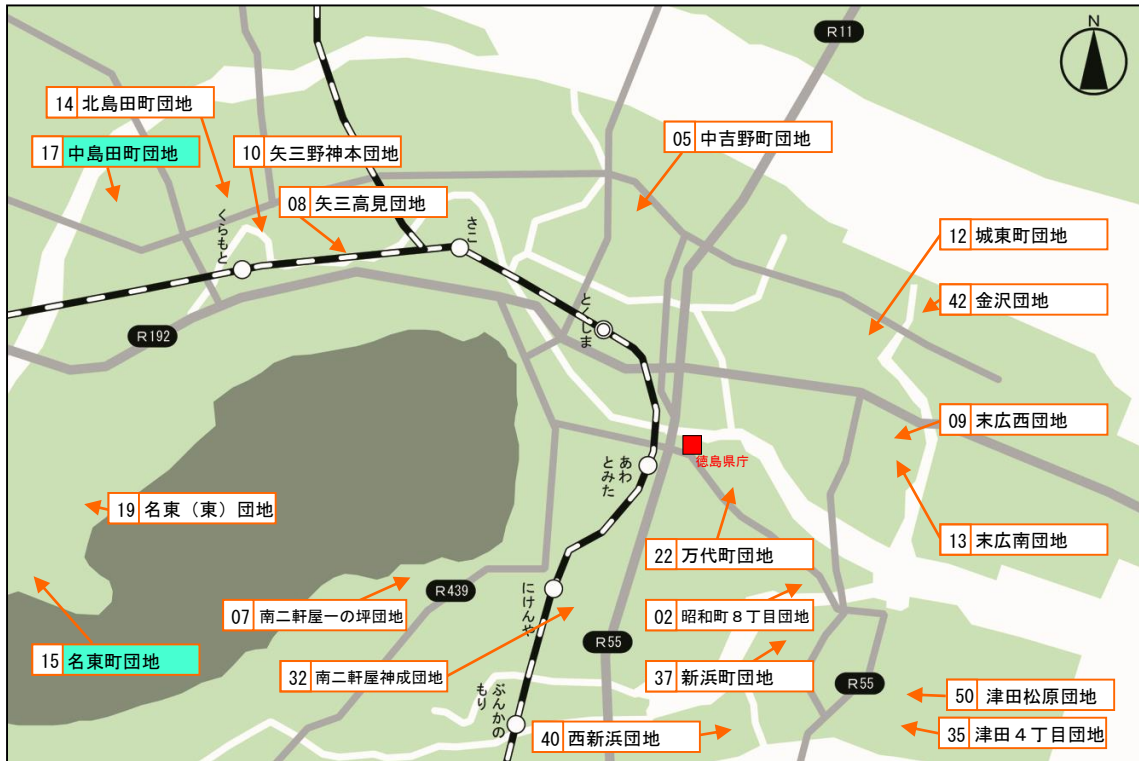 R11
N
14 北島田町団地
17 中島田町団地
10 矢三野神本団地
08 矢三高見団地
05 中吉野町団地
12 城東町団地
42 金沢団地
くらもと
さこ
とくしま
R192
09 末広西団地
徳島県庁
あわ
とみた
19 名東(東)団地
13 末広南団地
22 万代町団地
R439
にけんや
07 南二軒屋一の坪団地
02 昭和町8丁目団地
R55
15 名東町団地
32 南二軒屋神成団地
37 新浜町団地
R55
50 津田松原団地
ぶんかの
もり
40 西新浜団地
35 津田4丁目団地